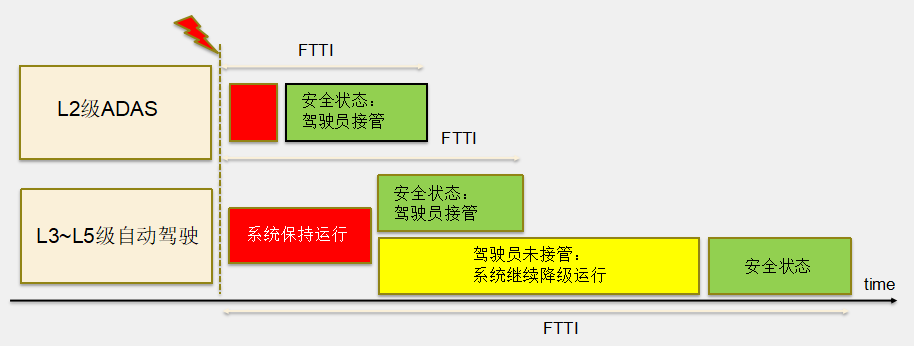 FTTI
L2级ADAS
安全状态：
驾驶员接管
FTTI
L3~L5级自动驾驶
系统保持运行
安全状态：
驾驶员接管
驾驶员未接管：
系统继续降级运行
安全状态
time
FTTI